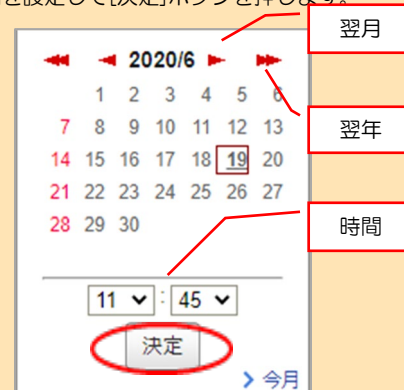 を設定して[決定]ボタンを押します。
翌月
2020/6
1 2 3 4 5 6
翌年
7 8 9 10 11 12 13
14 15 16 17 18 19 20
21 22 23 24 25 26 27
28 29 30
時間
11 : 45
決定
> 今月